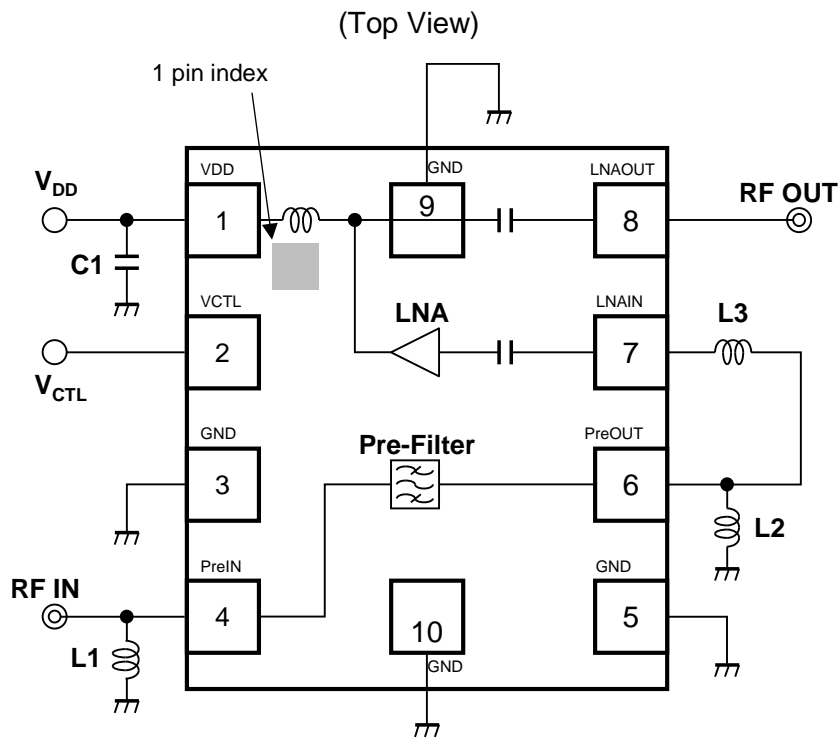 (Top View)
1 pin index
VDD
GND
LNAOUT
VDD
1
9
8
RF OUT
C1
VCTL
LNA
LNAIN
L3
2
7
VCTL
GND
Pre-Filter
PreOUT
3
6
L2
PreIN
GND
RF IN
4
10
5
L1
GND